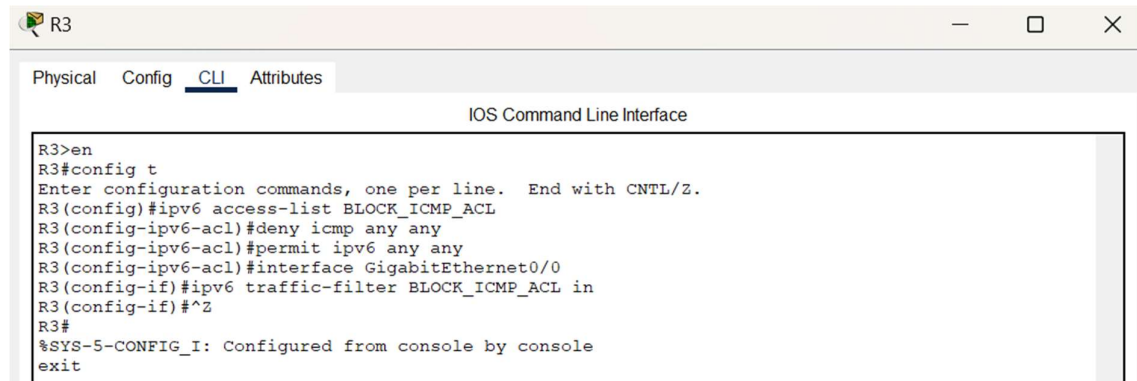 R3
Physical Config CLI Attributes
IOS Command Line Interface
R3>en
R3#config t
Enter configuration commands, one per line.  End with CNTL/Z.
R3(config)#ipv6 access-list BLOCK_ICMP_ACL
R3(config-ipv6-acl)#deny icmp any any
R3(config-ipv6-acl)#permit ipv6 any any
R3(config-ipv6-acl)#interface GigabitEthernet0/0
R3(config-if)#ipv6 traffic-filter BLOCK_ICMP_ACL in
R3(config-if)#^Z
R3#
%SYS-5-CONFIG_I: Configured from console by console
exit